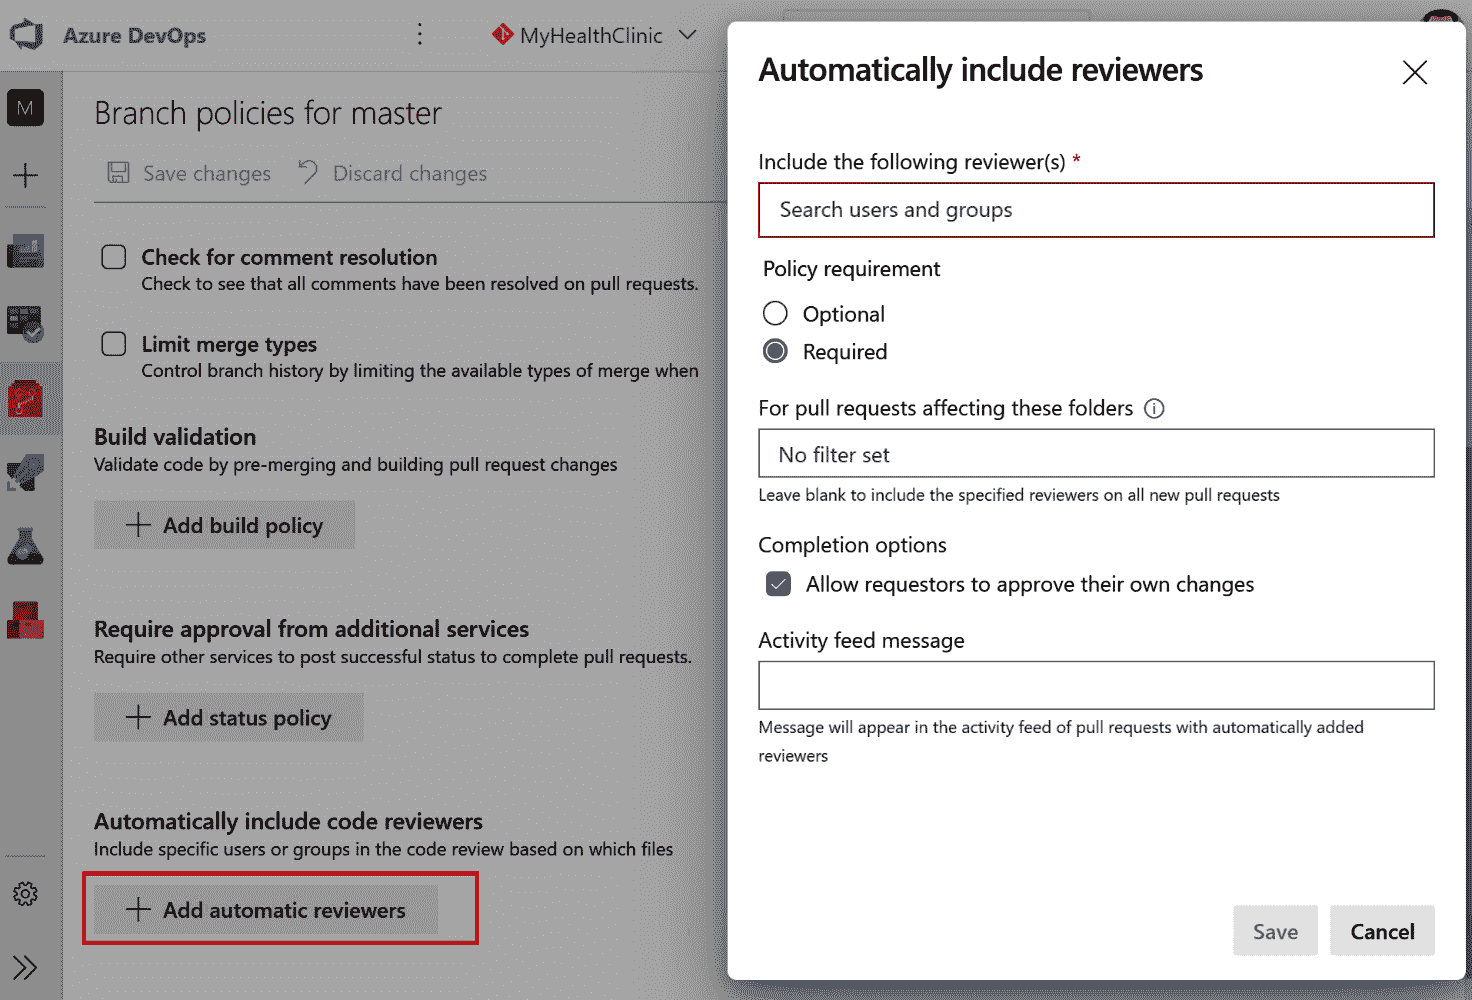 Azure DevOps
MyHealthClinic
M
Branch policies for master
Save changes
Discard changes
Check for comment resolution
Check to see that all comments have been resolved on pull requests.
Limit merge types
Control branch history by limiting the available types of merge when
Build validation
Validate code by pre-merging and building pull request changes
Add build policy
Require approval from additional services
Require other services to post successful status to complete pull requests.
Add status policy
Automatically include code reviewers
Include specific users or groups in the code review based on which files
Add automatic reviewers
Automatically include reviewers
Include the following reviewer(s) *
Search users and groups
Policy requirement
Optional
Required
For pull requests affecting these folders
No filter set
Leave blank to include the specified reviewers on all new pull requests
Completion options
Allow requestors to approve their own changes
Activity feed message
Message will appear in the activity feed of pull requests with automatically added
reviewers
Save
Cancel